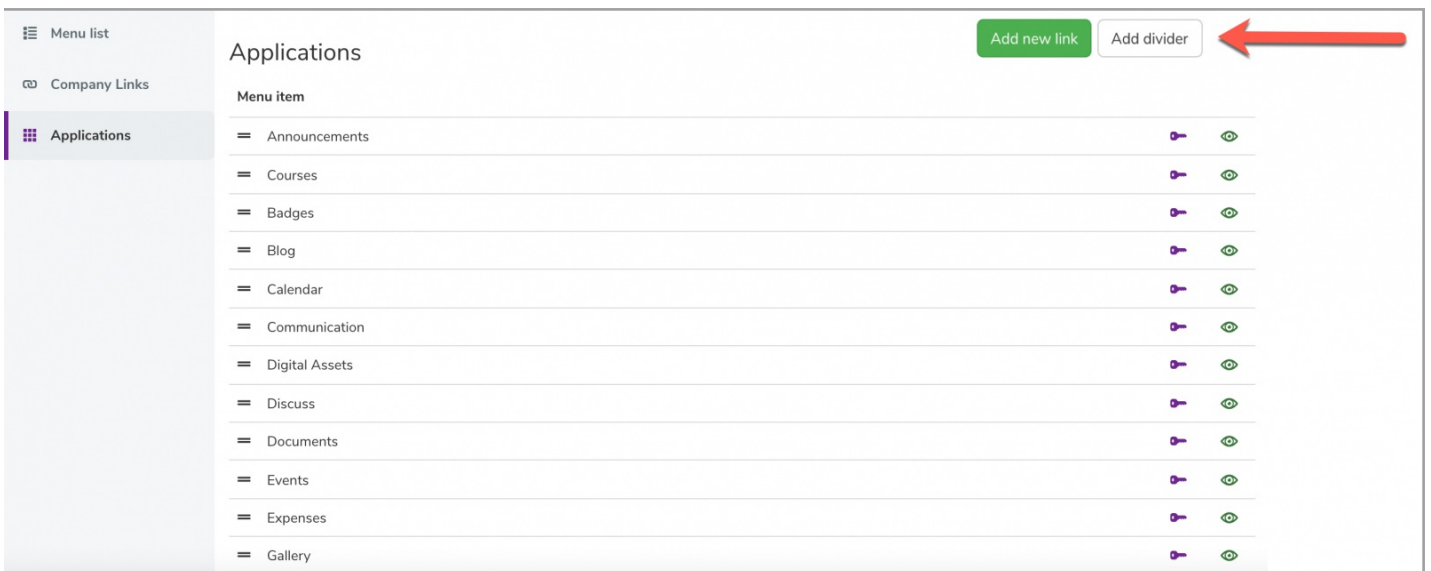 Menu list
Company Links
Applications
Applications
Add new link
Add divider
Menu item
Announcements
Courses
Badges
Blog
Calendar
Communication
Digital Assets
Discuss
Documents
Events
Expenses
Gallery